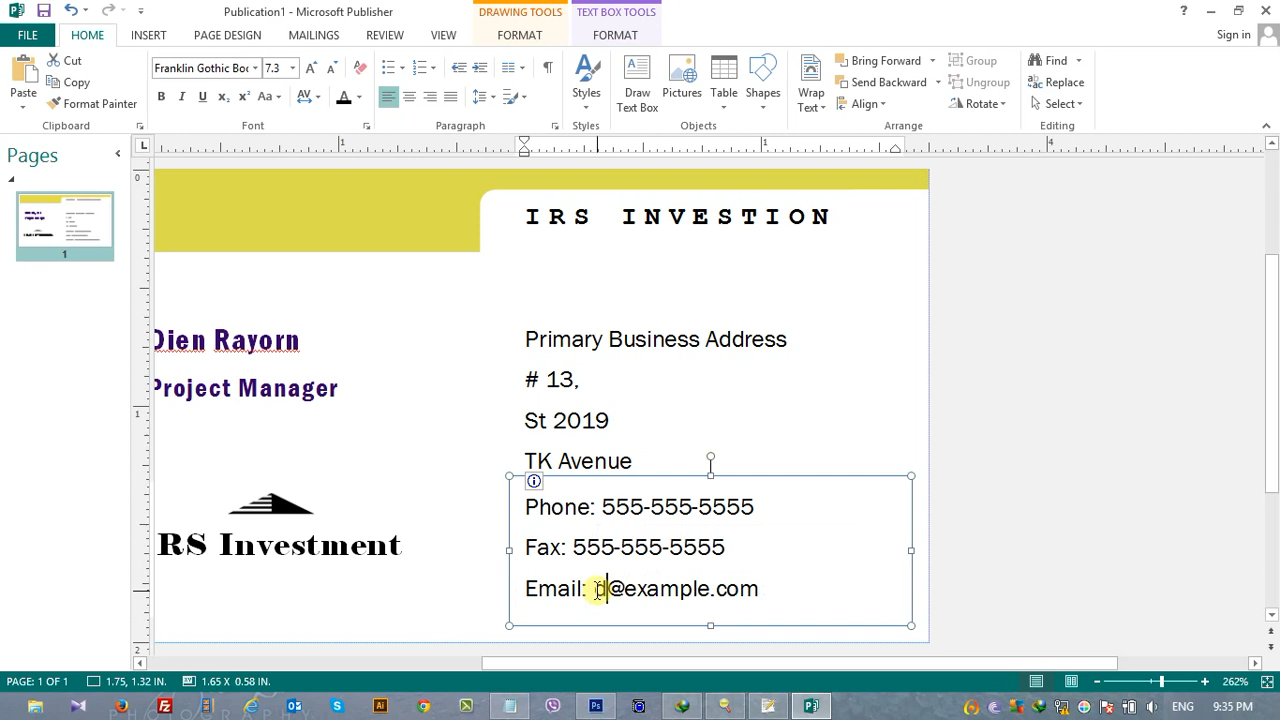 Publication1 - Microsoft Publisher
DRAWING TOOLS
TEXT BOX TOOLS
?
FILE
HOME
INSERT
PAGE DESIGN
MAILINGS
REVIEW
VIEW
FORMAT
FORMAT
Sign in
Paste
Cut
Copy
Format Painter
Clipboard
Franklin Gothic Boc
7.3
Font
Paragraph
Styles
Styles
Draw Text Box
Pictures
Table
Shapes
Objects
Wrap Text
Bring Forward
Send Backward
Align
Group
Ungroup
Rotate
Arrange
Find
Replace
Select
Editing
Pages
1
IRS INVESTION
Dien Rayorn
Project Manager
RS Investment
Primary Business Address
# 13,
St 2019
TK Avenue
Phone: 555-555-5555
Fax: 555-555-5555
Email: d@example.com
PAGE: 1 OF 1
1.75, 1.32 IN.
1.65 X 0.58 IN.
262%
PHOTOGRAPHY
ENG
9:35 PM